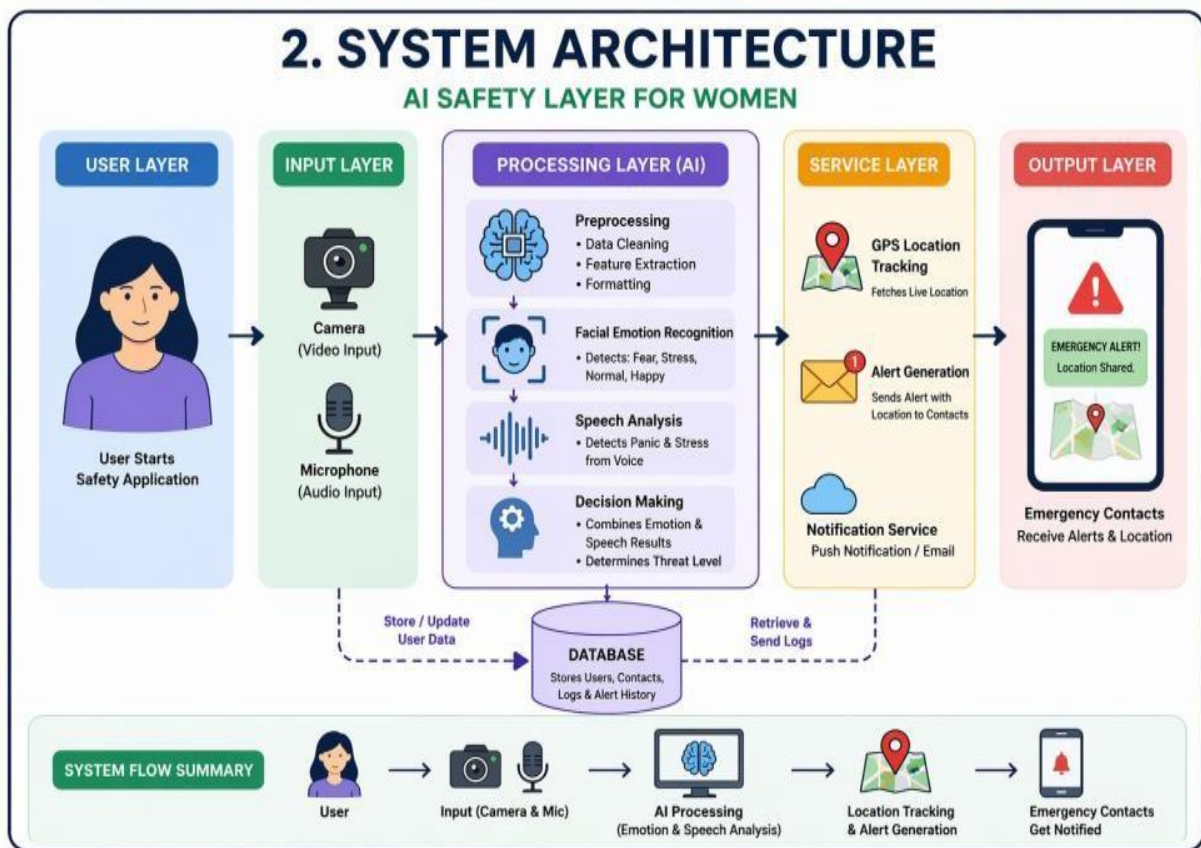 2. SYSTEM ARCHITECTURE
AI SAFETY LAYER FOR WOMEN
USER LAYER
User Starts
Safety Application
INPUT LAYER
Camera
(Video Input)
Microphone
(Audio Input)
PROCESSING LAYER (AI)
Preprocessing
• Data Cleaning
• Feature Extraction
• Formatting
Facial Emotion Recognition
• Detects: Fear, Stress,
Normal, Happy
Speech Analysis
• Detects Panic & Stress
from Voice
Decision Making
• Combines Emotion &
Speech Results
• Determines Threat Level
SERVICE LAYER
GPS Location
Tracking
Fetches Live Location
1
Alert Generation
Sends Alert with
Location to Contacts
Notification Service
Push Notification / Email
OUTPUT LAYER
EMERGENCY ALERT!
Location Shared.
Emergency Contacts
Receive Alerts & Location
Store / Update
User Data
DATABASE
Stores Users, Contacts,
Logs & Alert History
Retrieve &
Send Logs
SYSTEM FLOW SUMMARY
User
Input (Camera & Mic)
AI Processing
(Emotion & Speech Analysis)
Location Tracking
& Alert Generation
Emergency Contacts
Get Notified